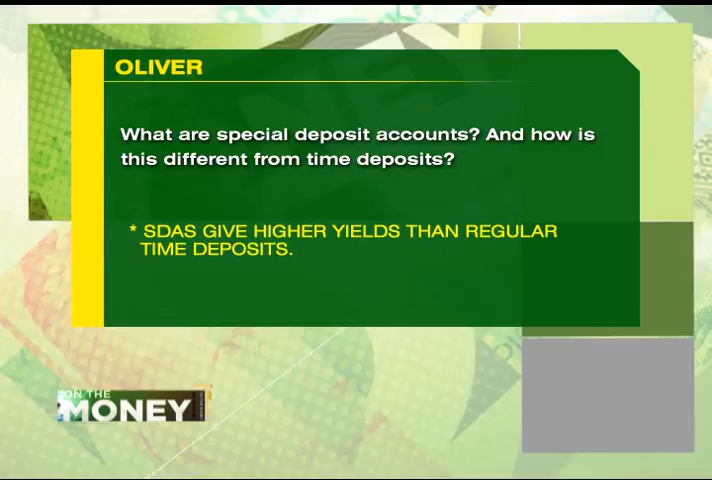 OLIVER
What are special deposit accounts? And how is
this different from time deposits?
* SDAS GIVE HIGHER YIELDS THAN REGULAR
TIME DEPOSITS.
ON THE
MONEY